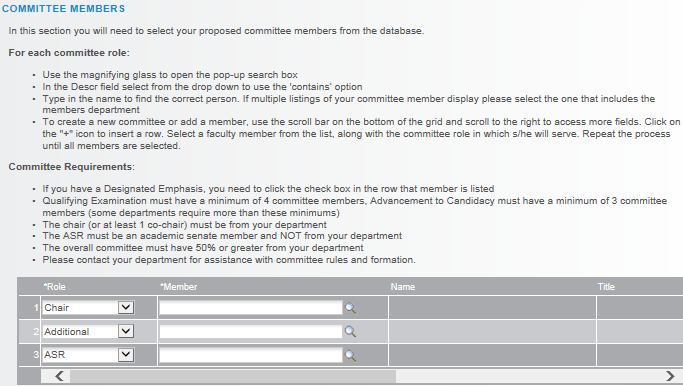 COMMITTEE MEMBERS
In this section you will need to select your proposed committee members from the database.
For each committee role:
• Use the magnifying glass to open the pop-up search box
• In the Descr field select from the drop down to use the 'contains' option
• Type in the name to find the correct person. If multiple listings of your committee member display please select the one that includes the
members department
• To create a new committee or add a member, use the scroll bar on the bottom of the grid and scroll to the right to access more fields. Click on
the "+" icon to insert a row. Select a faculty member from the list, along with the committee role in which s/he will serve. Repeat the process
until all members are selected.
Committee Requirements:
• If you have a Designated Emphasis, you need to click the check box in the row that member is listed
• Qualifying Examination must have a minimum of 4 committee members, Advancement to Candidacy must have a minimum of 3 committee
members (some departments require more than these minimums)
• The chair (or at least 1 co-chair) must be from your department
• The ASR must be an academic senate member and NOT from your department
• The overall committee must have 50% or greater from your department
• Please contact your department for assistance with committee rules and formation.
*Role *Member Name Title
1 Chair
2 Additional
3 ASR